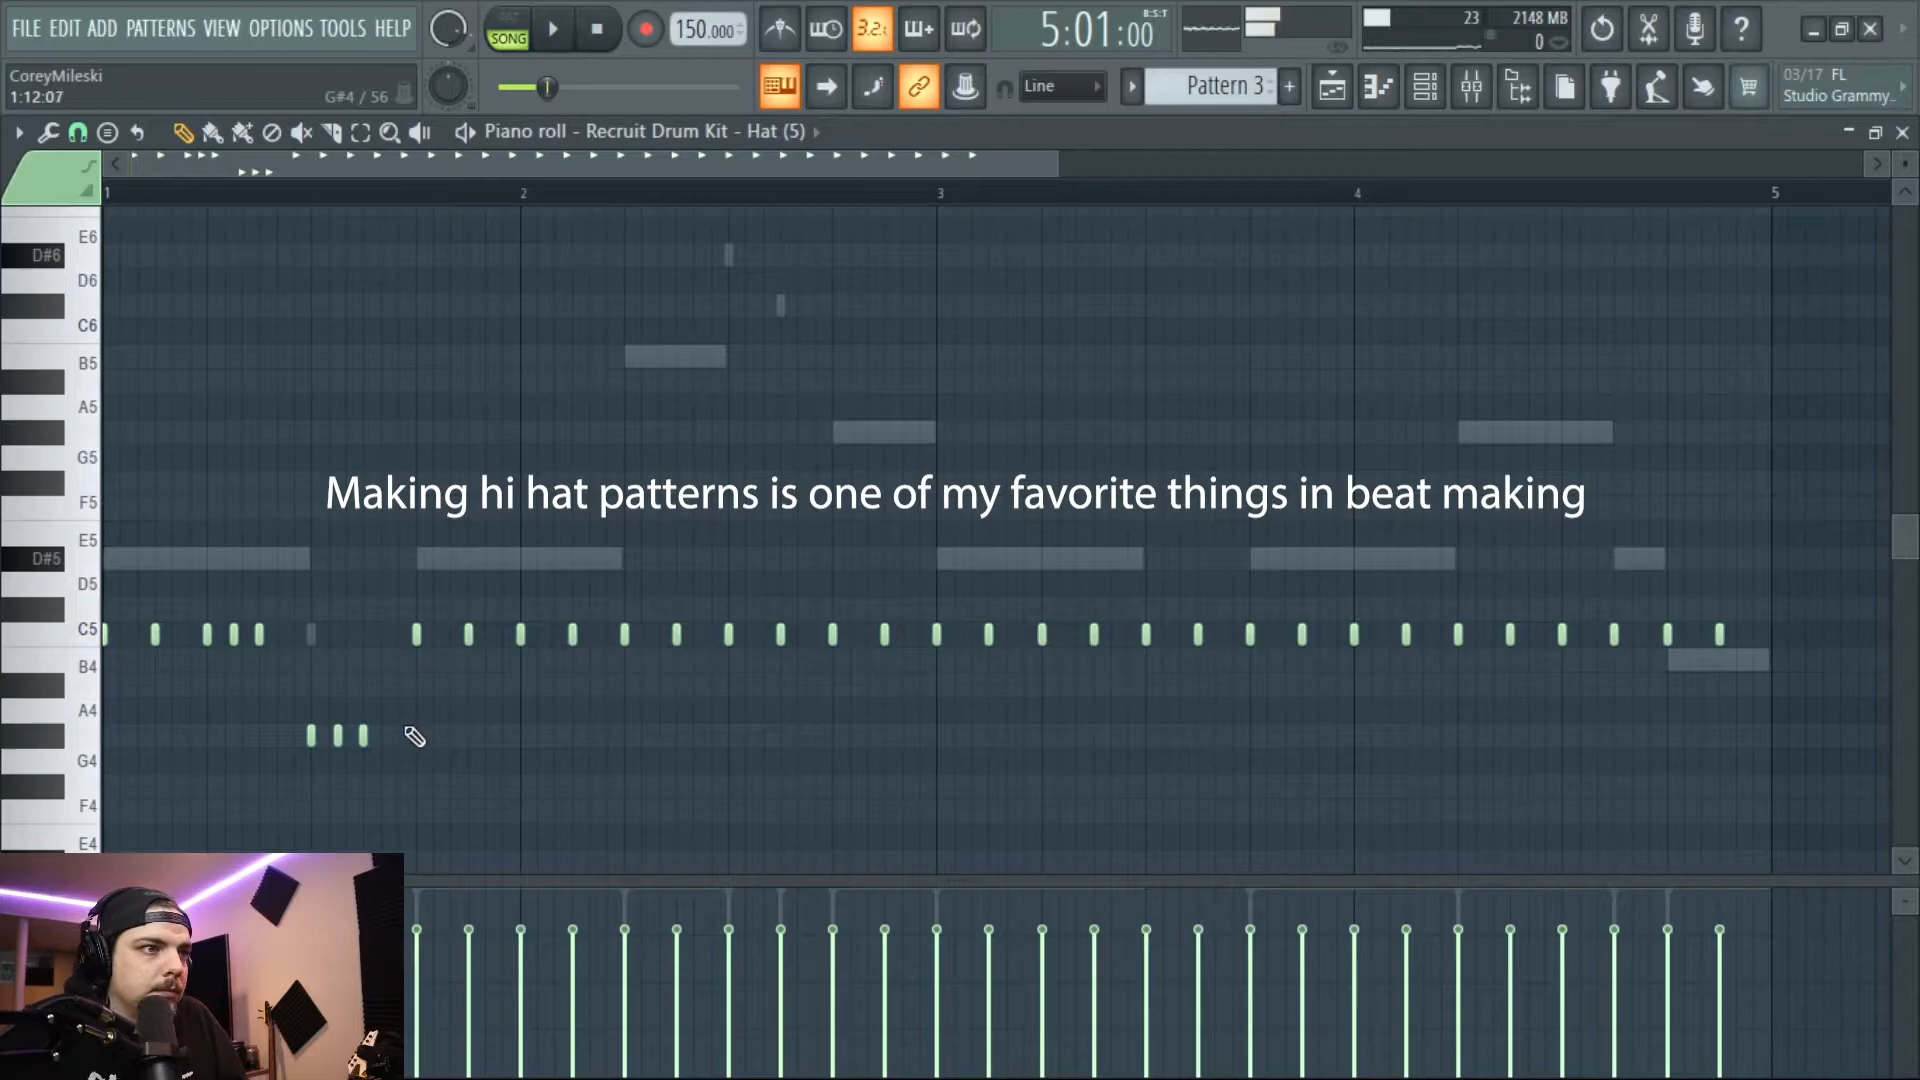 FILE EDIT ADD PATTERNS VIEW OPTIONS TOOLS HELP
PAT
SONG
150.000
3.2.
5:01:00
B:S:T
23
2148 MB
0
CoreyMileski
1:12:07
G#4 / 56
Line
Pattern 3
03/17 FL
Studio Grammy..
Piano roll - Recruit Drum Kit - Hat (5)
1 2 3 4 5
E6
D#6
D6
C6
B5
A5
G5
Making hi hat patterns is one of my favorite things in beat making
F5
E5
D#5
D5
C5
B4
A4
G4
F4
E4